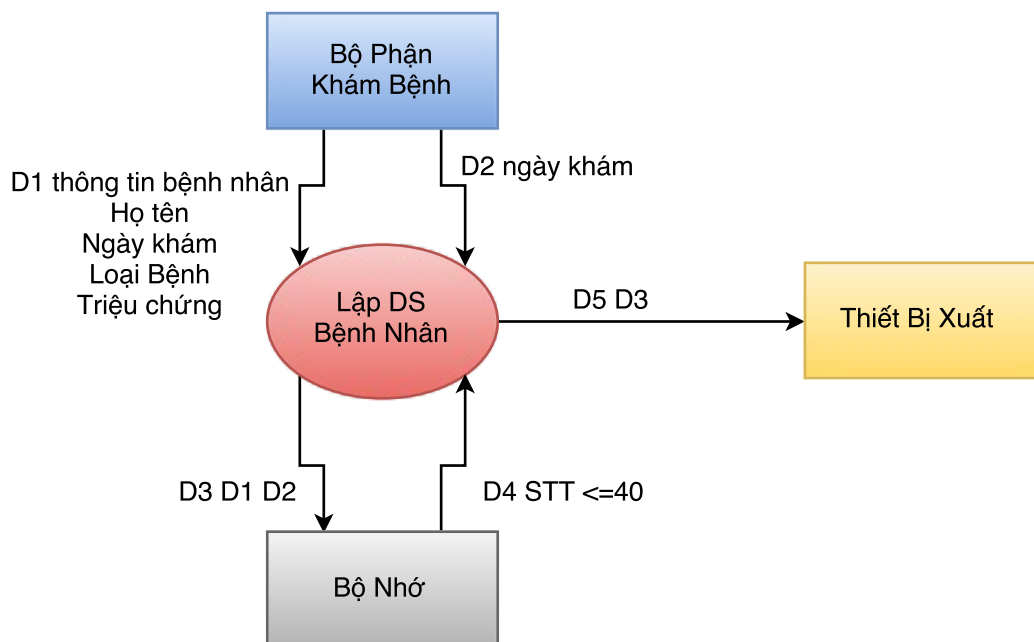 Bộ Phận
Khám Bệnh
D1 thông tin bệnh nhân
Họ tên
Ngày khám
Loại Bệnh
Triệu chứng
D2 ngày khám
Lập DS
Bệnh Nhân
D5 D3
Thiết Bị Xuất
D3 D1 D2
D4 STT <=40
Bộ Nhớ